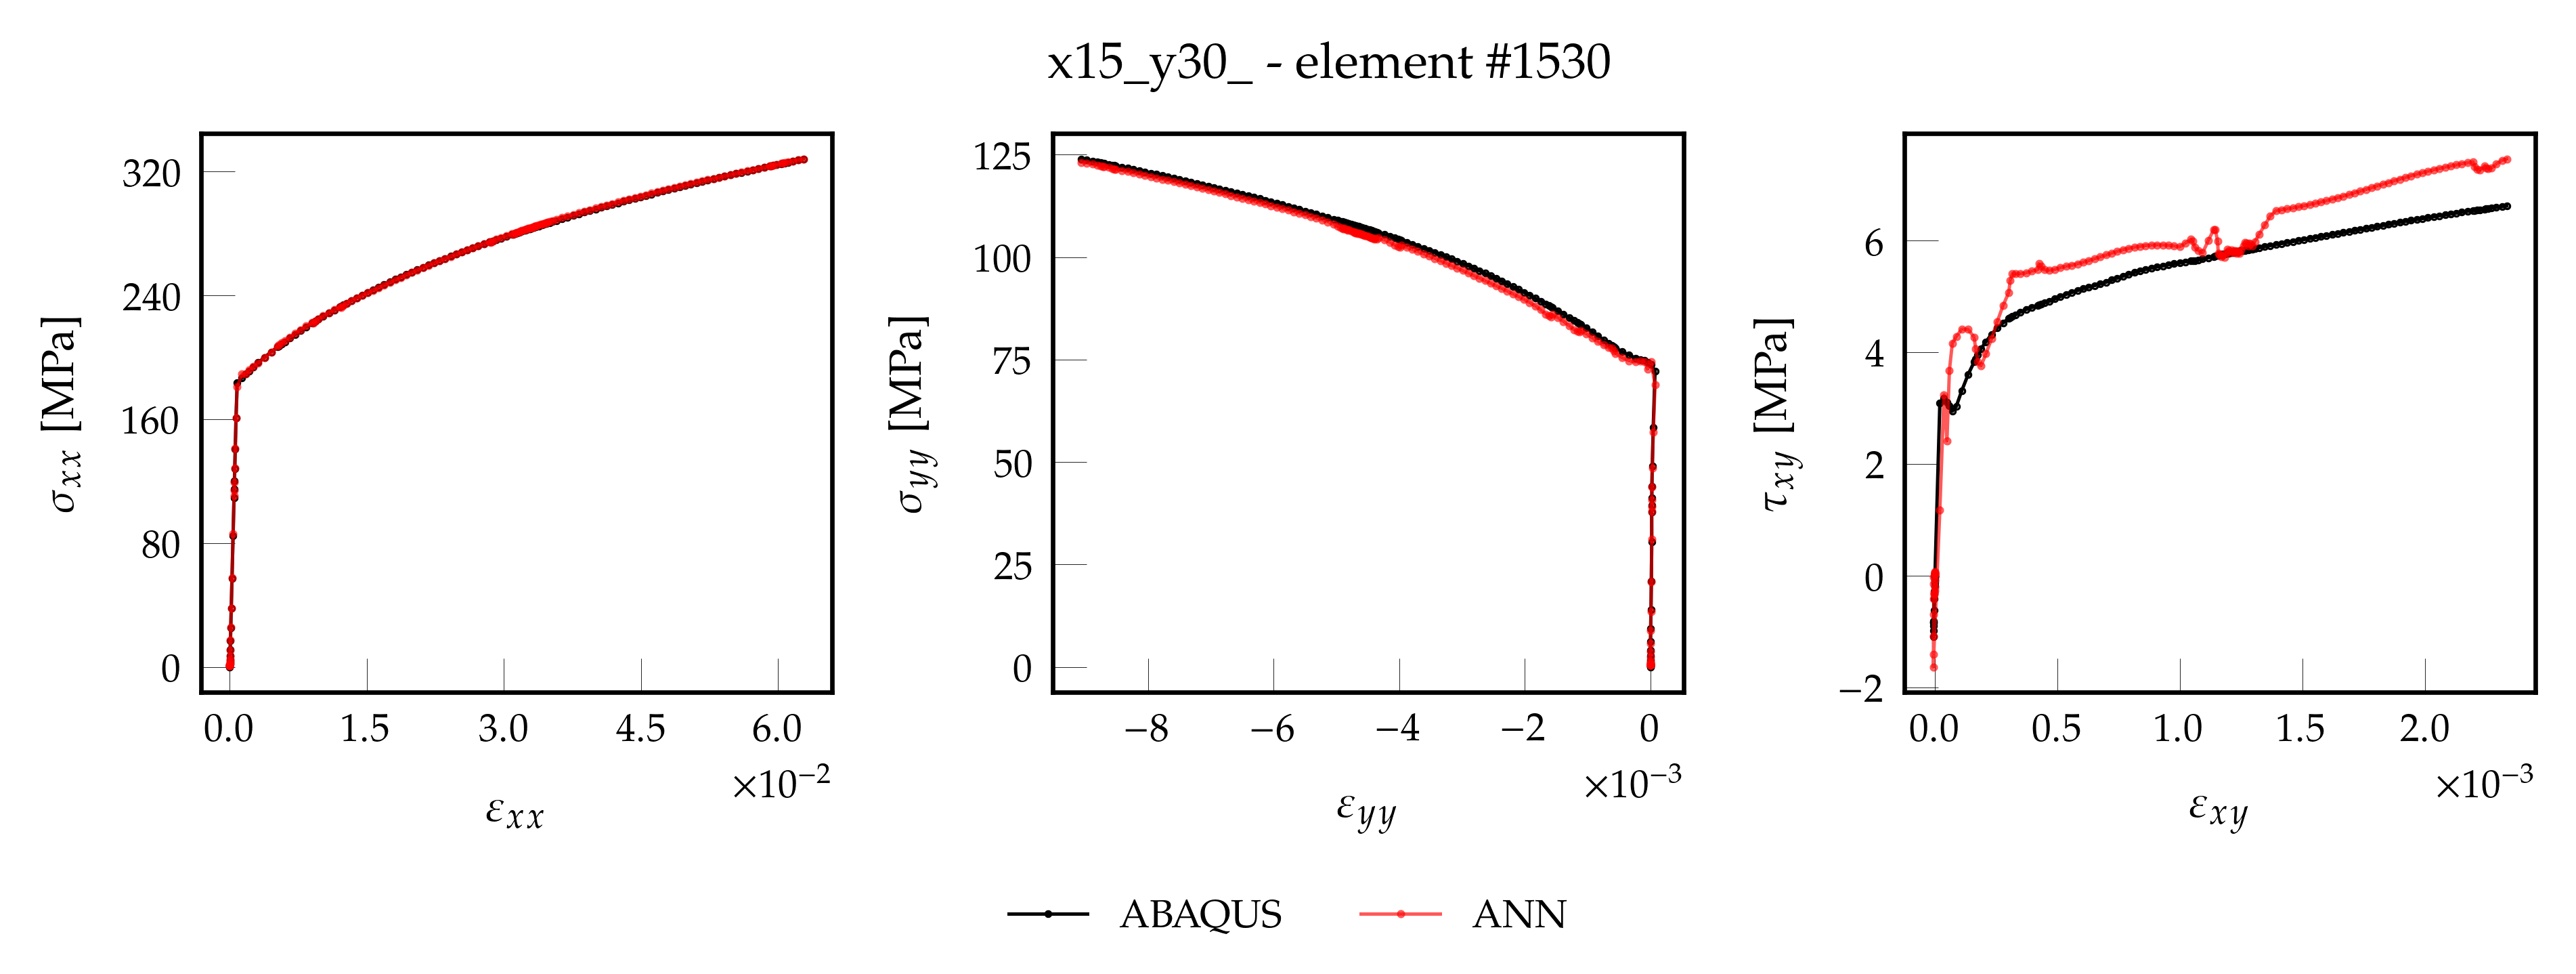 x15_y30_ - element #1530
σxx [MPa]
320
240
160
80
0
0.0 1.5 3.0 4.5 6.0
×10−2
εxx
σyy [MPa]
125
100
75
50
25
0
−8 −6 −4 −2 0
×10−3
εyy
τxy [MPa]
6
4
2
0
−2
0.0 0.5 1.0 1.5 2.0
×10−3
εxy
ABAQUS ANN